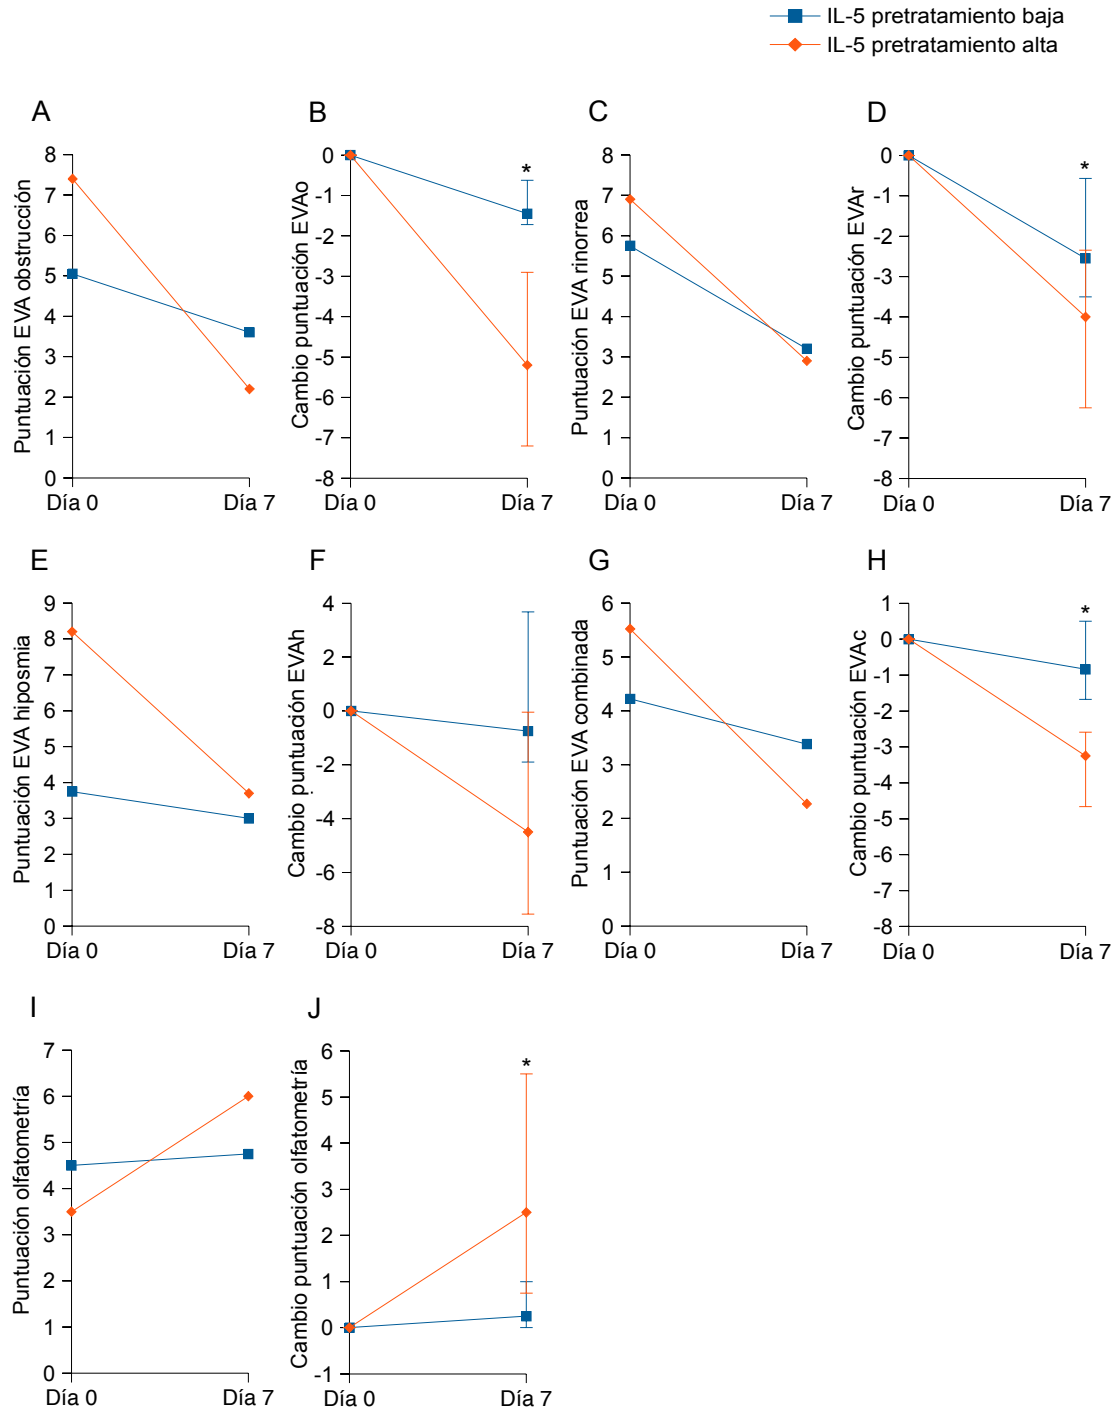 IL-5 pretratamiento baja
IL-5 pretratamiento alta
A
Puntuación EVA obstrucción
8
7
6
5
4
3
2
1
0
Día 0 Día 7
B
Cambio puntuación EVAo
0
-1
-2
-3
-4
-5
-6
-7
-8
*
Día 0 Día 7
C
Puntuación EVA rinorrea
8
7
6
5
4
3
2
1
0
Día 0 Día 7
D
Cambio puntuación EVAr
0
-1
-2
-3
-4
-5
-6
-7
-8
*
Día 0 Día 7
E
Puntuación EVA hiposmia
9
8
7
6
5
4
3
2
1
0
Día 0 Día 7
F
Cambio puntuación EVAh
4
2
0
-2
-4
-6
-8
Día 0 Día 7
G
Puntuación EVA combinada
6
5
4
3
2
1
0
Día 0 Día 7
H
Cambio puntuación EVAc
1
0
-1
-2
-3
-4
-5
-6
-7
-8
*
Día 0 Día 7
I
Puntuación olfatometría
7
6
5
4
3
2
1
0
Día 0 Día 7
J
Cambio puntuación olfatometría
6
5
4
3
2
1
0
-1
*
Día 0 Día 7